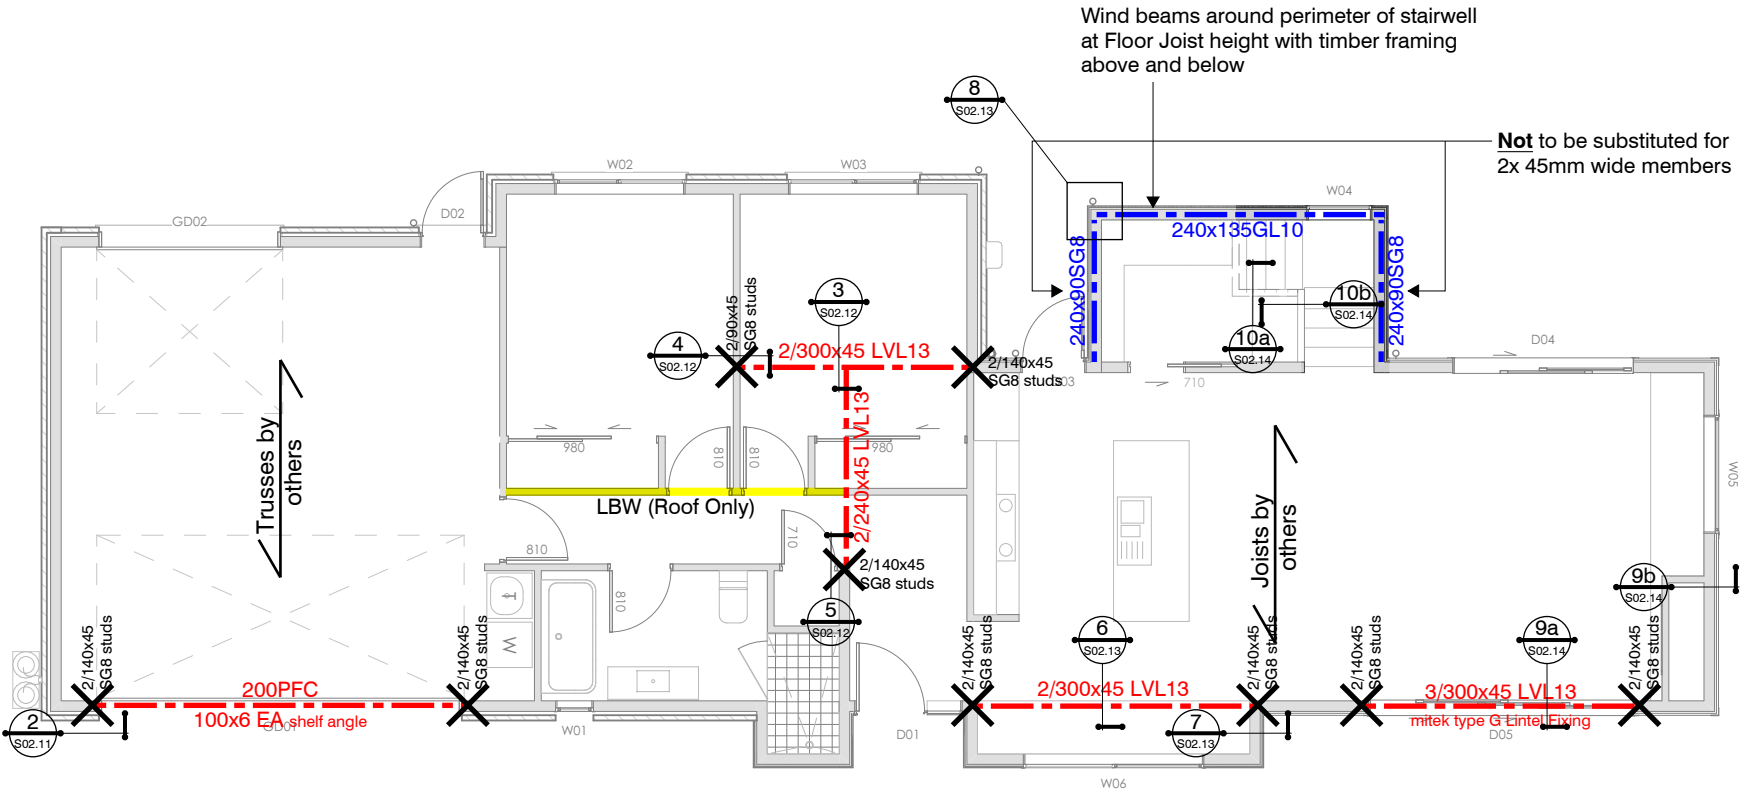 Wind beams around perimeter of stairwell
at Floor Joist height with timber framing
above and below
8
S02.13
Not to be substituted for
2x 45mm wide members
W02
W03
W04
GD02
D02
240x135GL10
240x90SG8
240x90SG8
3
S02.12
10b
S02.14
10a
S02.14
4
S02.12
2/90x45
SG8 studs
2/300x45 LVL13
2/140x45
SG8 studs
03
710
D04
Trusses by
others
980
980
810
810
2/240x45 LVL13
LBW (Roof Only)
W05
810
710
2/140x45
SG8 studs
Joists by
others
T
W
810
5
S02.12
6
S02.13
9b
S02.14
9a
S02.14
2/140x45
SG8 studs
2/140x45
SG8 studs
2/140x45
SG8 studs
2/140x45
SG8 studs
2/140x45
SG8 studs
2/140x45
SG8 studs
200PFC
100x6 EA shelf angle
GD01
2
S02.11
W01
D01
2/300x45 LVL13
7
S02.13
3/300x45 LVL13
mitek type G Lintel Fixing
D05
W06